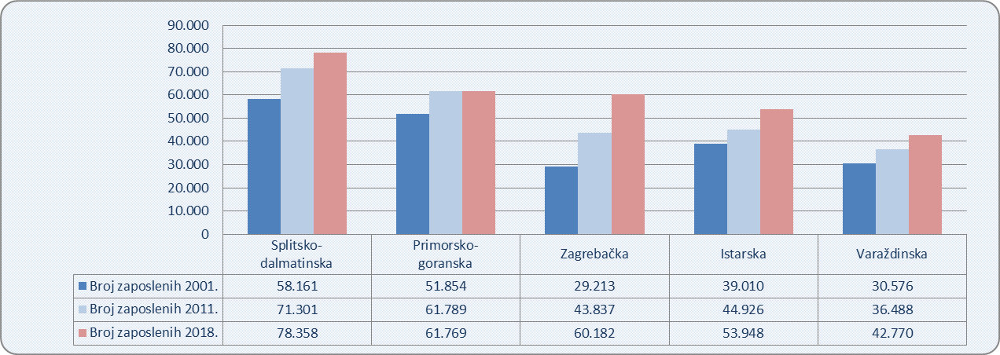 90.000
80.000
70.000
60.000
50.000
40.000
30.000
20.000
10.000
0
Splitsko-
dalmatinska
Primorsko-
goranska
Zagrebačka
Istarska
Varaždinska
Broj zaposlenih 2001. 58.161 51.854 29.213 39.010 30.576
Broj zaposlenih 2011. 71.301 61.789 43.837 44.926 36.488
Broj zaposlenih 2018. 78.358 61.769 60.182 53.948 42.770